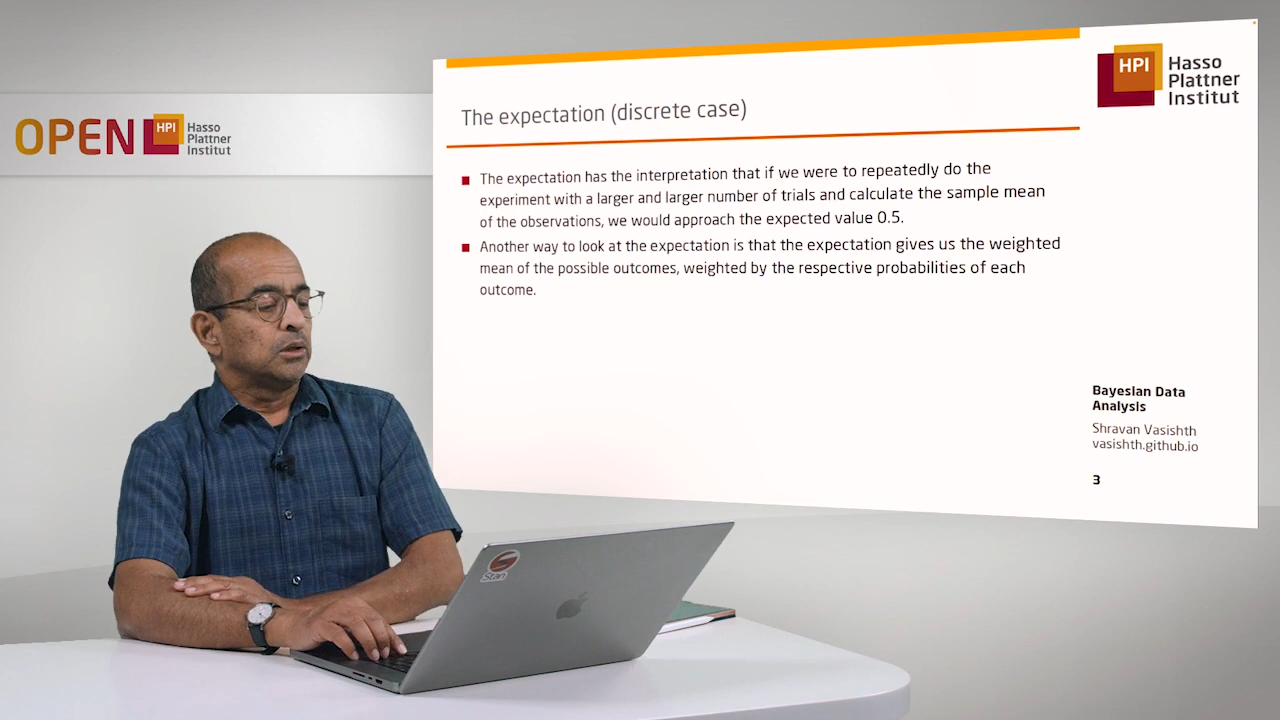 OPEN HPI Hasso
Plattner
Institut
The expectation (discrete case)
HPI Hasso
Plattner
Institut
The expectation has the interpretation that if we were to repeatedly do the
experiment with a larger and larger number of trials and calculate the sample mean
of the observations, we would approach the expected value 0.5.
Another way to look at the expectation is that the expectation gives us the weighted
mean of the possible outcomes, weighted by the respective probabilities of each
outcome.
Bayesian Data
Analysis
Shravan Vasishth
vasishth.github.io
3
Stan